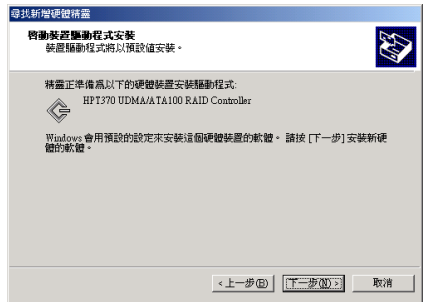 尋找新增硬體精靈
啓動裝置驅動程式安裝
裝置驅動程式將以預設值安裝。
精靈正準備爲以下的硬體裝置安裝驅動程式:
HPT370 UDMA/ATA100 RAID Controller
Windows 會用預設的設定來安裝這個硬體裝置的軟體。 請按 [下一步] 安裝新硬
體的軟體。
<上一步(B) 下一步(N)> 取消